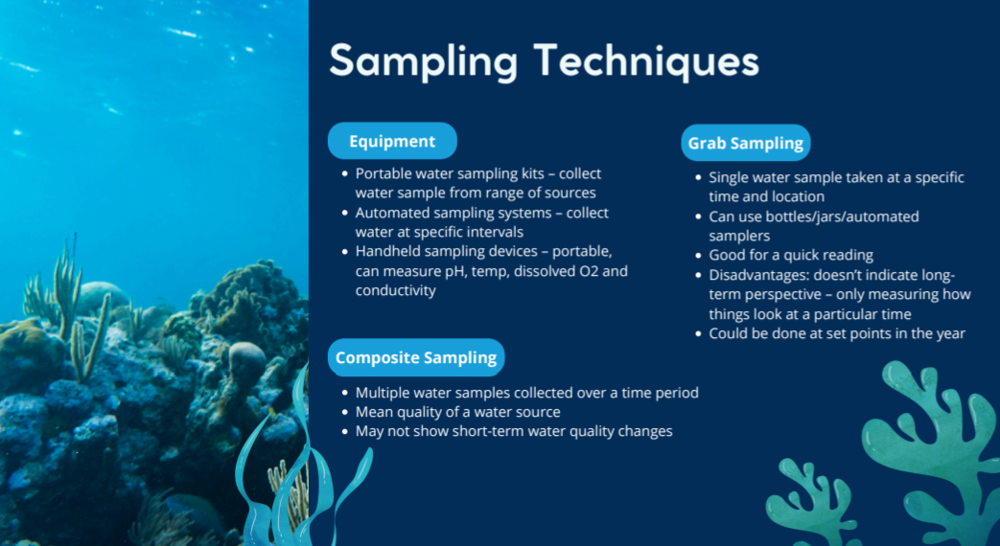 Sampling Techniques
Equipment
• Portable water sampling kits – collect
water sample from range of sources
• Automated sampling systems – collect
water at specific intervals
• Handheld sampling devices – portable,
can measure pH, temp, dissolved O2 and
conductivity
Grab Sampling
• Single water sample taken at a specific
time and location
• Can use bottles/jars/automated
samplers
• Good for a quick reading
• Disadvantages: doesn’t indicate long-
term perspective – only measuring how
things look at a particular time
• Could be done at set points in the year
Composite Sampling
• Multiple water samples collected over a time period
• Mean quality of a water source
• May not show short-term water quality changes